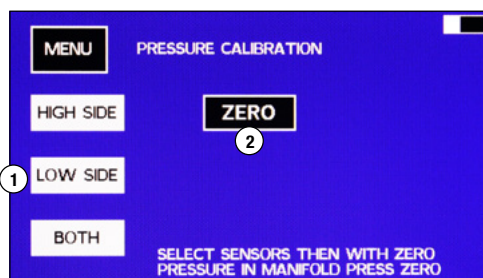 MENU PRESSURE CALIBRATION
HIGH SIDE ZERO
2
1 LOW SIDE
BOTH
SELECT SENSORS THEN WITH ZERO
PRESSURE IN MANIFOLD PRESS ZERO